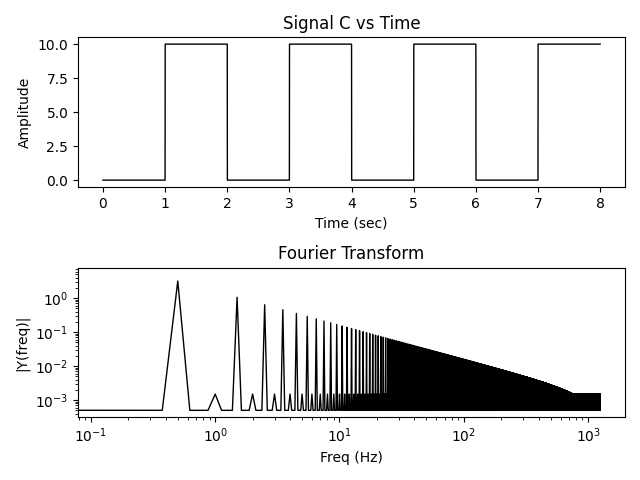 Signal C vs Time
10.0
7.5
5.0
2.5
0.0
Amplitude
0 1 2 3 4 5 6 7 8
Time (sec)
Fourier Transform
10⁰
10⁻¹
10⁻²
10⁻³
|Y(freq)|
10⁻¹ 10⁰ 10¹ 10² 10³
Freq (Hz)